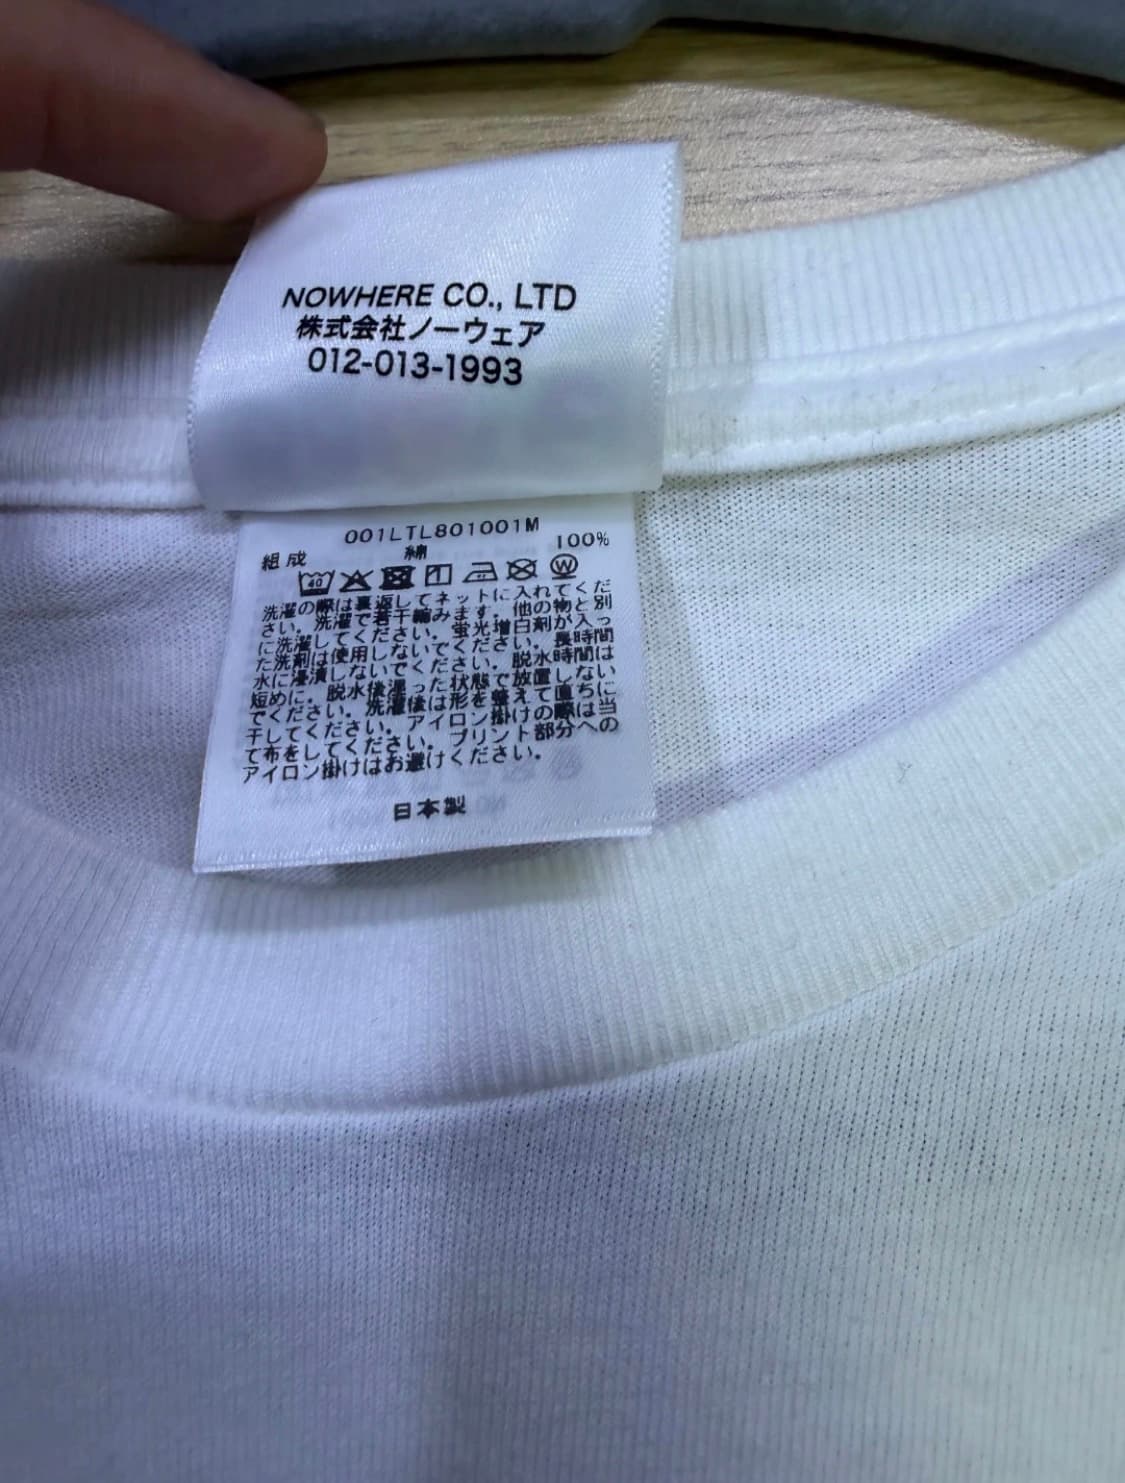 NOWHERE CO., LTD
株式会社ノーウェア
012-013-1993
001LTL801001M
組成 綿 100%
40
W
洗濯の際は裏返してネットに入れてくだ
さい。洗濯で若干縮みます。他の物と別
に洗濯してください。蛍光増白剤が入っ
た洗剤は使用しないでください。長時間
水に浸漬しないでください。脱水時間は
短めに。脱水後湿った状態で放置しない
でください。洗濯後は形を整えて直ちに
干してください。アイロン掛けの際は当
て布をしてください。プリント部分への
アイロン掛けはお避けください。
日本製